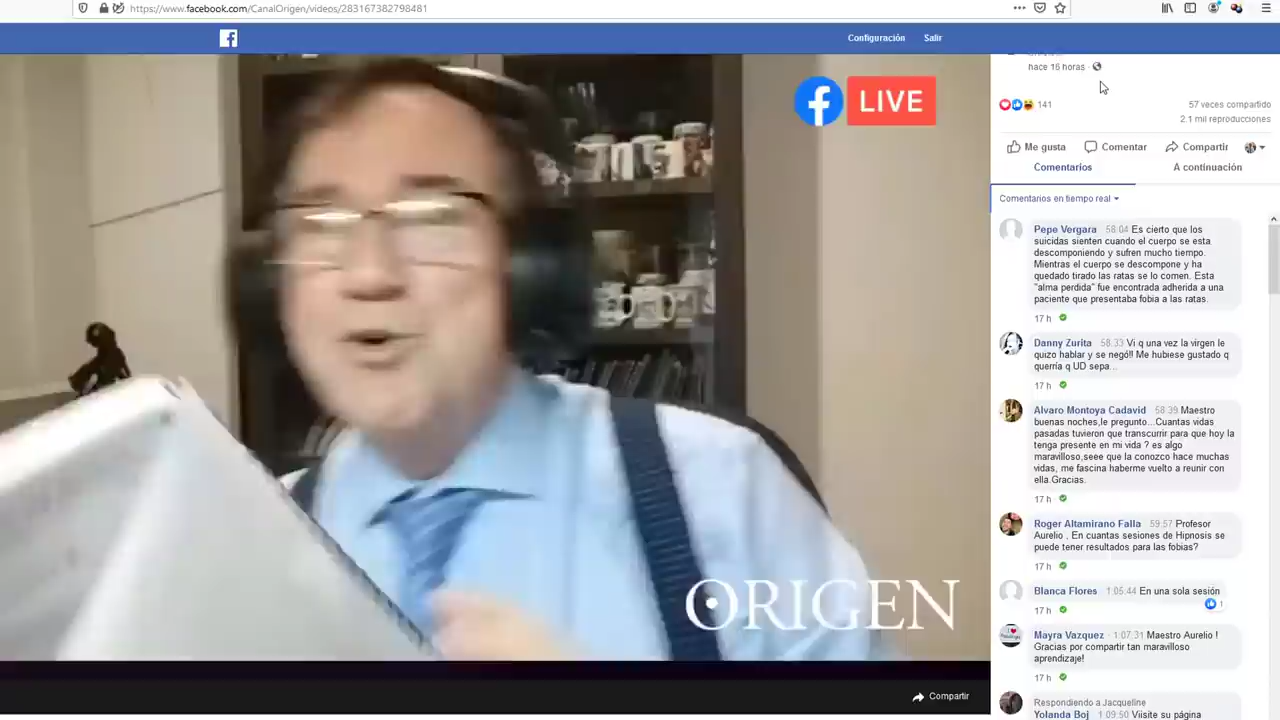 https://www.facebook.com/CanalOrigen/videos/283167382798481
Configuración
Salir
LIVE
ORIGEN
Compartir
hace 16 horas ·
141
57 veces compartido
2.1 mil reproducciones
Me gusta
Comentar
Compartir
Comentarios
A continuación
Comentarios en tiempo real
Pepe Vergara 58:04 Es cierto que los
suicidas sienten cuando el cuerpo se esta
descomponiendo y sufren mucho tiempo.
Mientras el cuerpo se descompone y ha
quedado tirado las ratas se lo comen. Esta
"alma perdida" fue encontrada adherida a una
paciente que presentaba fobia a las ratas.
17 h
Danny Zurita 58:33 Vi q una vez la virgen le
quizo hablar y se negó!! Me hubiese gustado q
querría q UD sepa...
17 h
Alvaro Montoya Cadavid 58:39 Maestro
buenas noches,le pregunto...Cuantas vidas
pasadas tuvieron que transcurrir para que hoy la
tenga presente en mi vida ? es algo
maravilloso,seee que la conozco hace muchas
vidas, me fascina haberme vuelto a reunir con
ella.Gracias.
17 h
Roger Altamirano Falla 59:57 Profesor
Aurelio , En cuantas sesiones de Hipnosis se
puede tener resultados para las fobias?
17 h
Blanca Flores 1:05:44 En una sola sesión
1
17 h
Mayra Vazquez · 1:07:31 Maestro Aurelio !
Gracias por compartir tan maravilloso
aprendizaje!
17 h
Respondiendo a Jacqueline
Yolanda Boj 1:09:50 Viisite su página